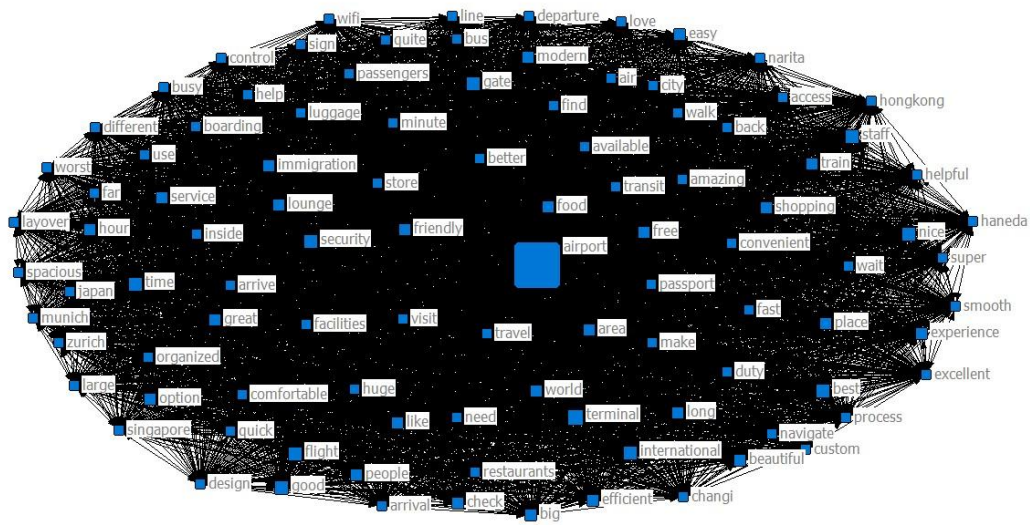 wifi
line
departure
love
easy
sign
quite
bus
control
modern
narita
passengers
gate
air
city
busy
help
find
access
hongkong
luggage
walk
different
boarding
minute
back
staff
use
better
available
worst
immigration
train
helpful
store
transit
amazing
far
service
lounge
food
shopping
layover
hour
inside
security
friendly
airport
free
convenient
nice
haneda
spacious
super
japan
time
arrive
passport
wait
munich
great
facilities
visit
travel
area
fast
place
smooth
zurich
make
experience
organized
large
option
comfortable
huge
world
duty
best
excellent
singapore
quick
like
need
terminal
long
process
navigate
flight
international
custom
design
good
people
restaurants
beautiful
arrival
check
big
efficient
changi